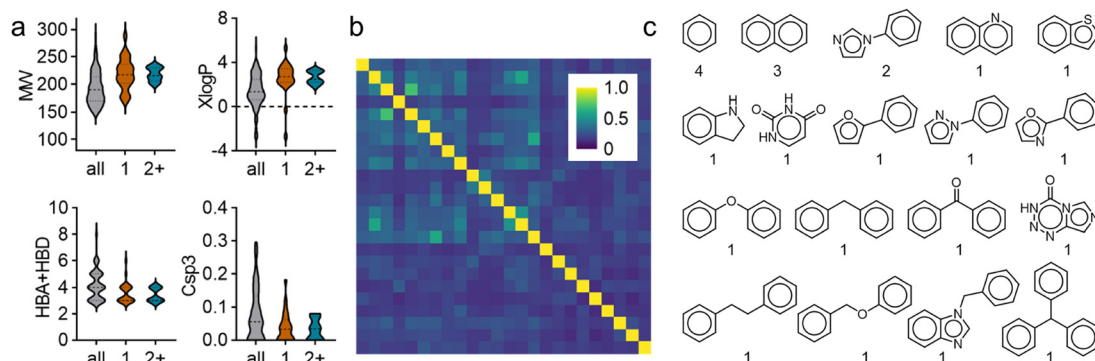 a
MW
300
250
200
150
100
all 1 2+
XlogP
8
4
0
-4
all 1 2+
HBA+HBD
10
8
6
4
2
0
all 1 2+
Csp3
0.4
0.3
0.2
0.1
0.0
all 1 2+
b
1.0
0.5
0
c
N
N
N
S
4 3 2 1 1
H
N
O
H
N
O
HN
O
N
N
O
N
1 1 1 1 1
O
O
O
HN
N
N
N
N
1 1 1 1
O
N
N
1 1 1 1